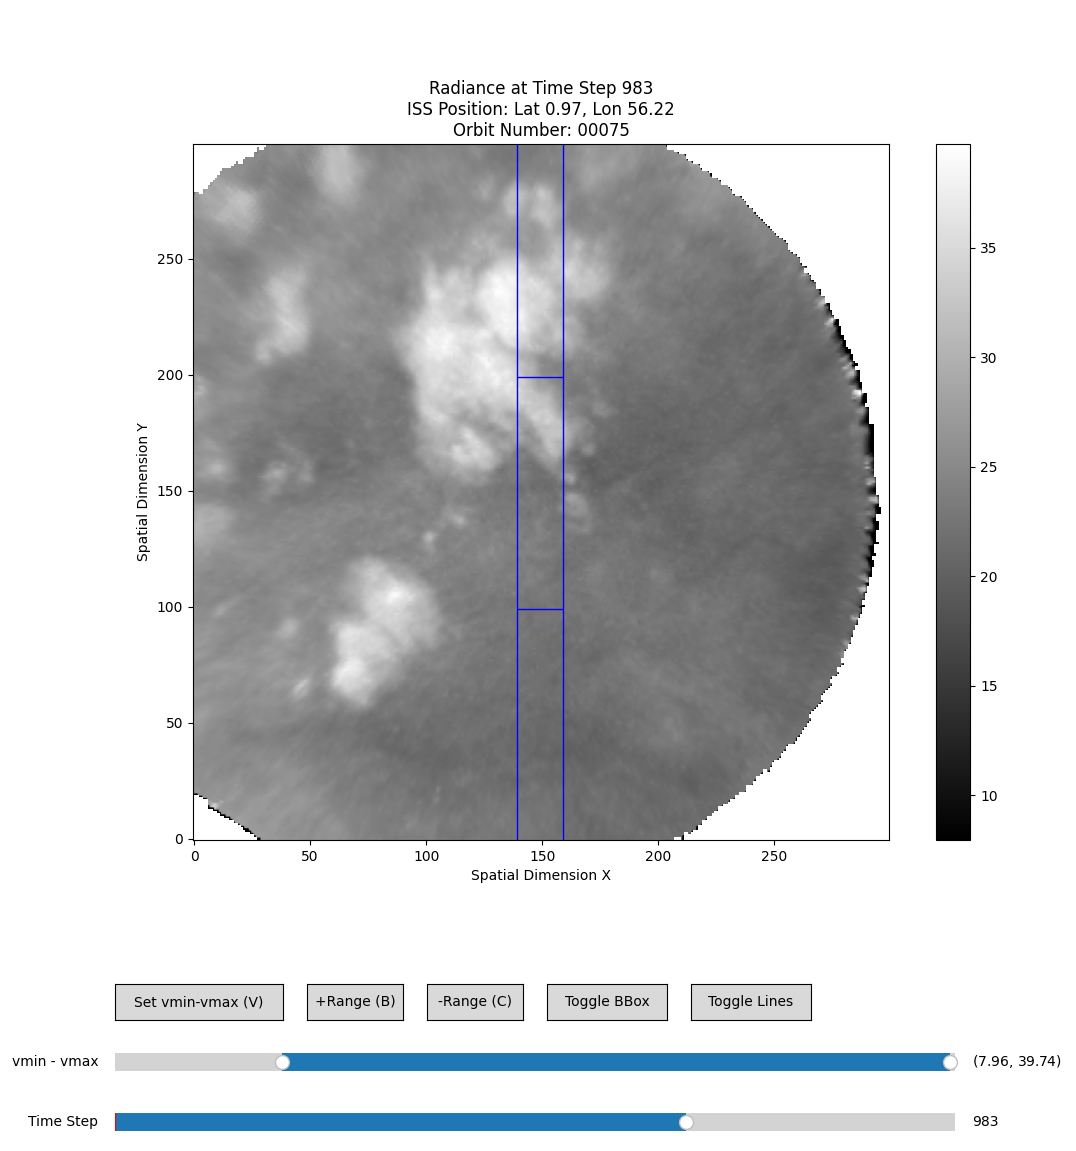 Radiance at Time Step 983
ISS Position: Lat 0.97, Lon 56.22
Orbit Number: 00075
Spatial Dimension Y
250
200
150
100
50
0
0 50 100 150 200 250
Spatial Dimension X
35
30
25
20
15
10
Set vmin-vmax (V) +Range (B) -Range (C) Toggle BBox Toggle Lines
vmin - vmax (7.96, 39.74)
Time Step 983